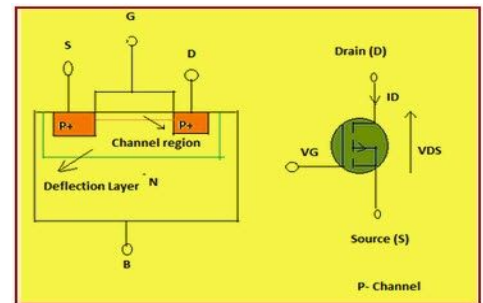 G
S
D
P+
P+
Channel region
Deflection Layer
N
B
Drain (D)
ID
VG
VDS
Source (S)
P- Channel